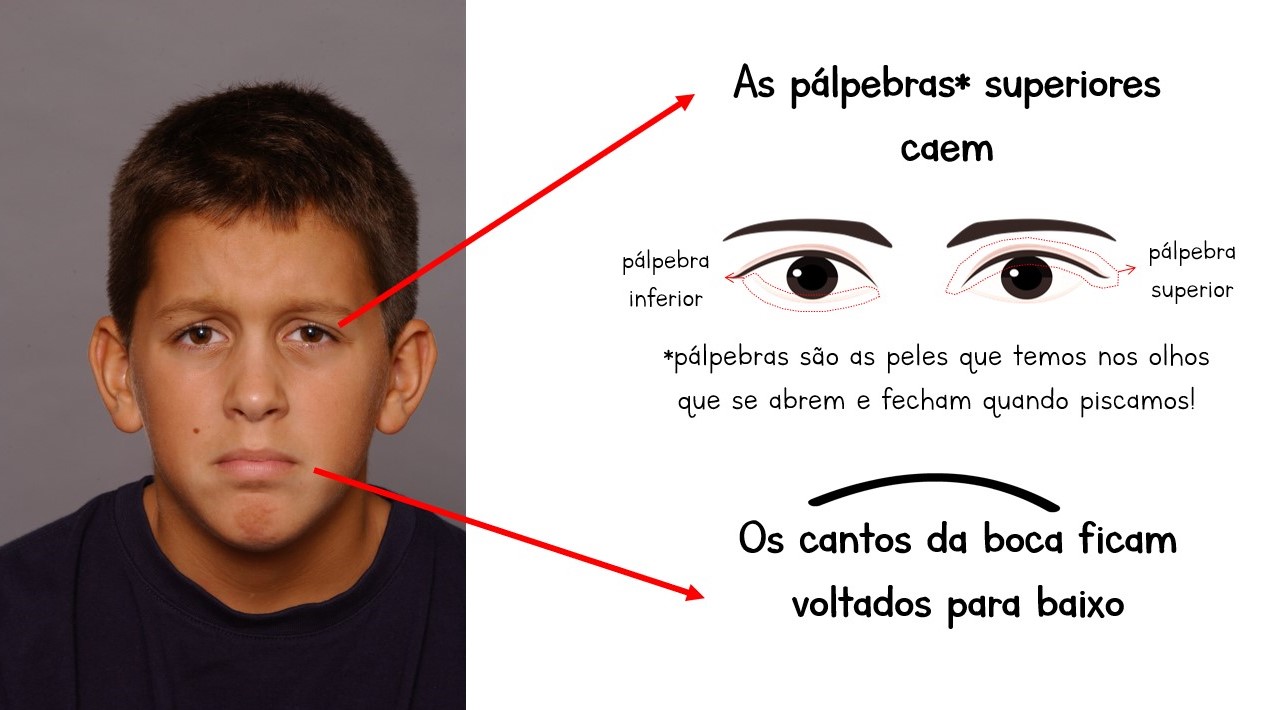 As pálpebras* superiores
caem
pálpebra
inferior
pálpebra
superior
*pálpebras são as peles que temos nos olhos
que se abrem e fecham quando piscamos!
Os cantos da boca ficam
voltados para baixo